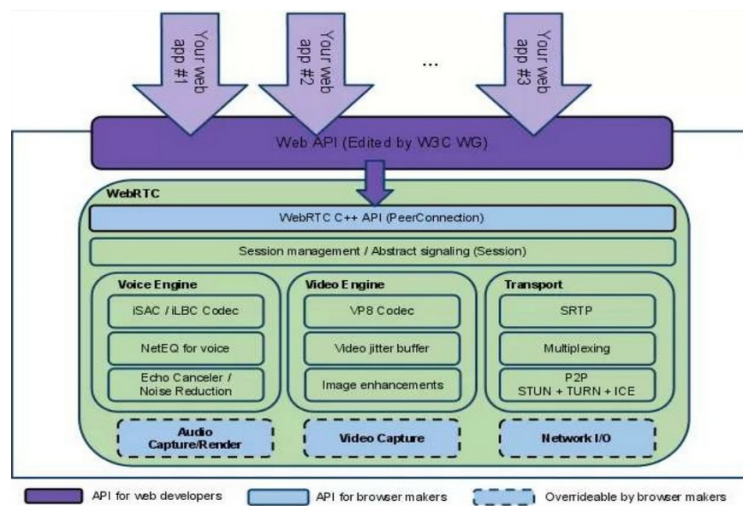 Your web
app #1
Your web
app #2
...
Your web
app #3
Web API (Edited by W3C WG)
WebRTC
WebRTC C++ API (PeerConnection)
Session management / Abstract signaling (Session)
Voice Engine
iSAC / iLBC Codec
NetEQ for voice
Echo Canceler /
Noise Reduction
Audio
Capture/Render
Video Engine
VP8 Codec
Video jitter buffer
Image enhancements
Video Capture
Transport
SRTP
Multiplexing
P2P
STUN + TURN + ICE
Network I/O
API for web developers
API for browser makers
Overrideable by browser makers